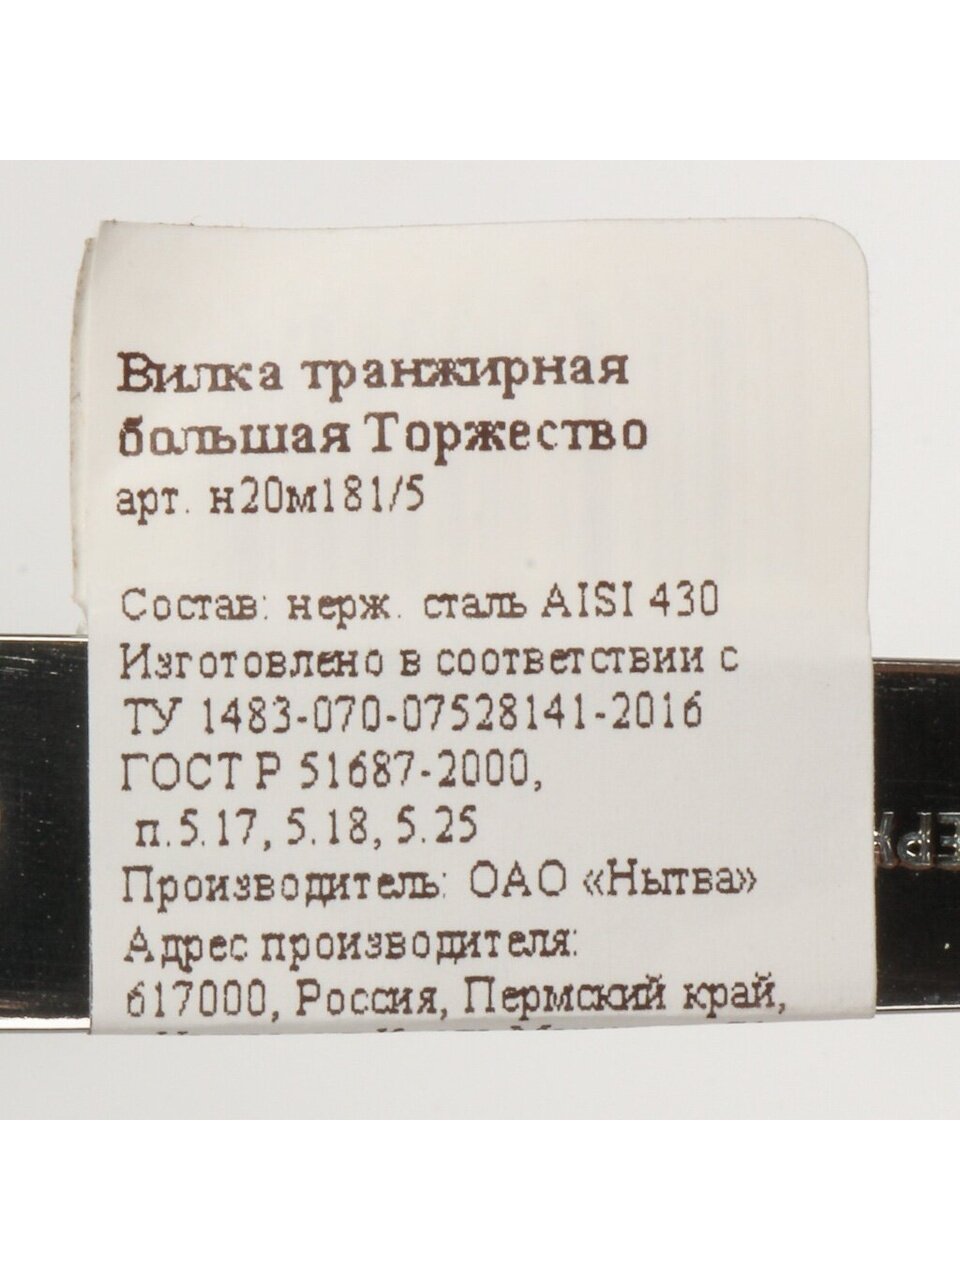 Вилка транжирная
большая Торжество
арт. н20м181/5
Состав: нерж. сталь AISI 430
Изготовлено в соответствии с
ТУ 1483-070-07528141-2016
ГОСТ Р 51687-2000,
п.5.17, 5.18, 5.25
Производитель: ОАО «Нытва»
Адрес производителя:
617000, Россия, Пермский край,